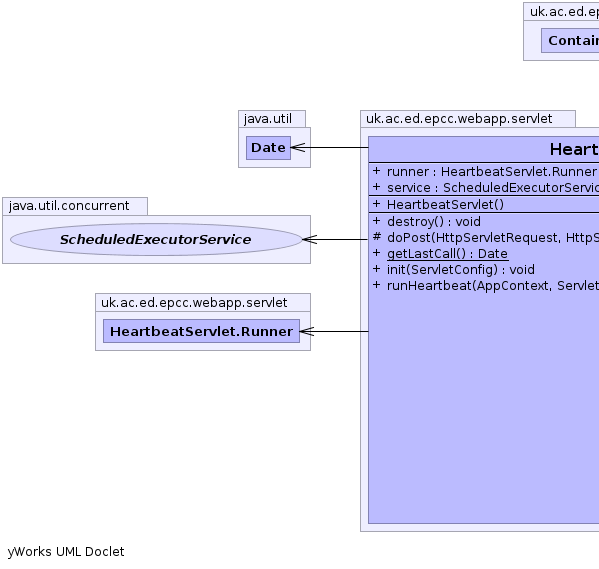 uk.ac.ed.ep
Contain
java.util
Date
uk.ac.ed.epcc.webapp.servlet
Heart
+ runner : HeartbeatServlet.Runner
+ service : ScheduledExecutorServic
+ HeartbeatServlet()
+ destroy() : void
# doPost(HttpServletRequest, HttpS
+ getLastCall() : Date
+ init(ServletConfig) : void
+ runHeartbeat(AppContext, Servlet
java.util.concurrent
ScheduledExecutorService
uk.ac.ed.epcc.webapp.servlet
HeartbeatServlet.Runner
yWorks UML Doclet